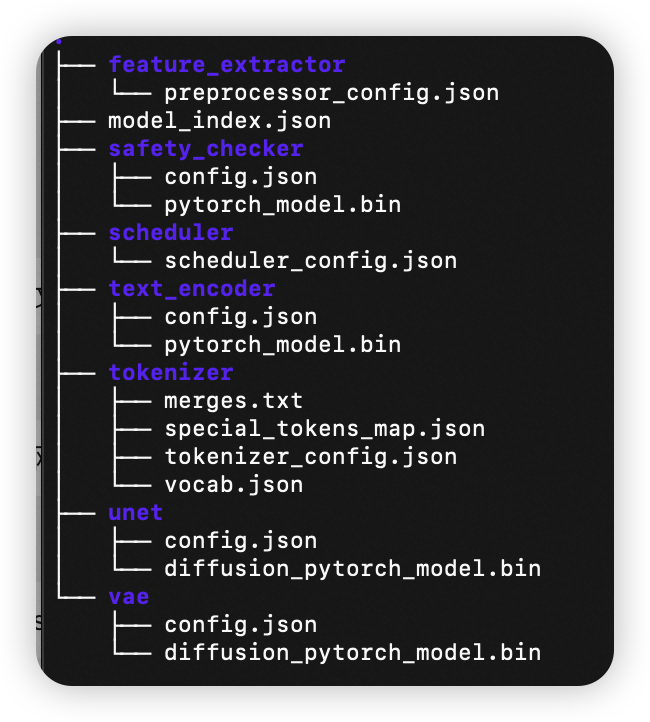 .
├── feature_extractor
│   └── preprocessor_config.json
├── model_index.json
├── safety_checker
│   ├── config.json
│   └── pytorch_model.bin
├── scheduler
│   └── scheduler_config.json
├── text_encoder
│   ├── config.json
│   └── pytorch_model.bin
├── tokenizer
│   ├── merges.txt
│   ├── special_tokens_map.json
│   ├── tokenizer_config.json
│   └── vocab.json
├── unet
│   ├── config.json
│   └── diffusion_pytorch_model.bin
└── vae
    ├── config.json
    └── diffusion_pytorch_model.bin